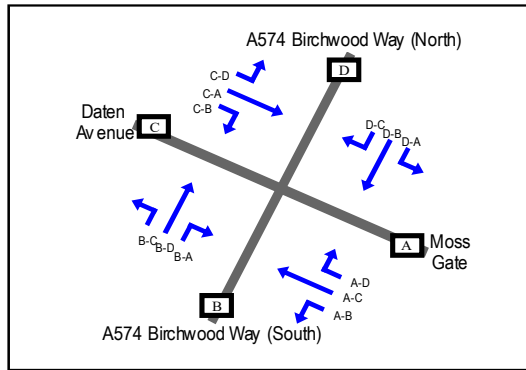 A574 Birchwood Way (North)
D
C-D
C-A
C-B
Daten
Avenue
C
D-C
D-B
D-A
B-C
B-D
B-A
A
Moss
Gate
A-D
A-C
A-B
B
A574 Birchwood Way (South)